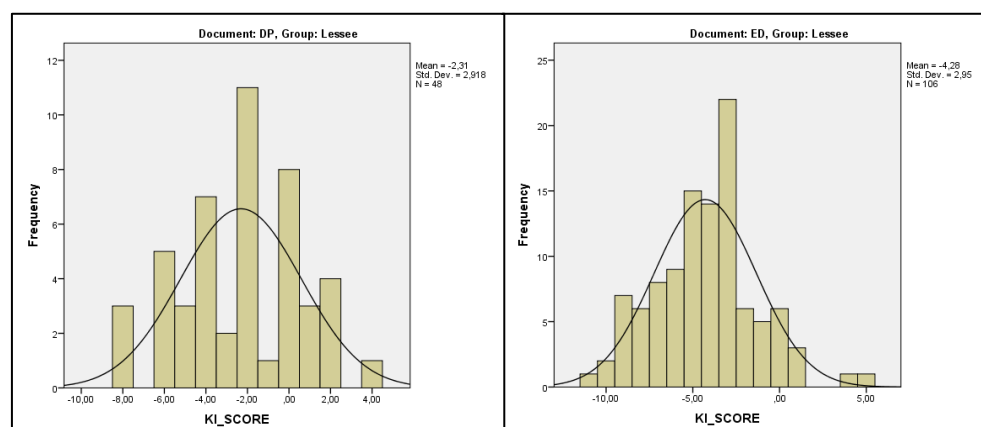 Document: DP, Group: Lessee
Mean = -2,31
Std. Dev. = 2,918
N = 48
12
10
8
6
4
2
0
Frequency
-10,00 -8,00 -6,00 -4,00 -2,00 ,00 2,00 4,00
KI_SCORE
Document: ED, Group: Lessee
Mean = -4,28
Std. Dev. = 2,95
N = 106
25
20
15
10
5
0
Frequency
-10,00 -5,00 ,00 5,00
KI_SCORE